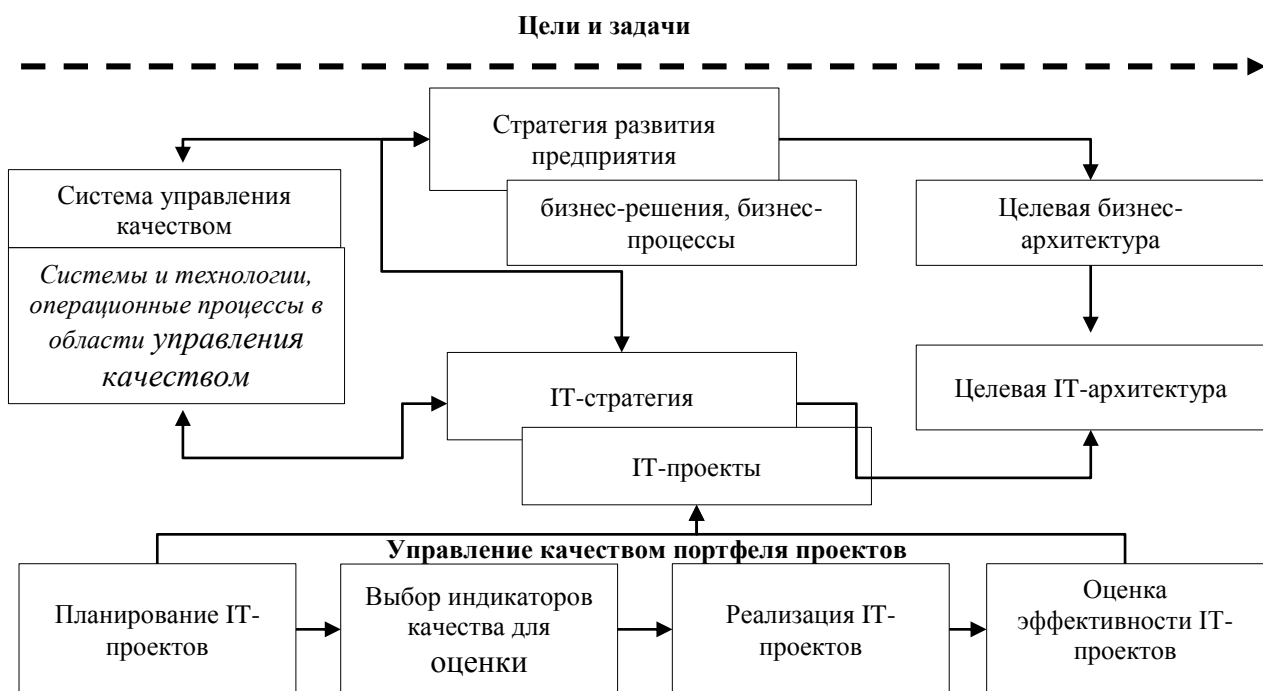 Цели и задачи
Стратегия развития
предприятия
бизнес-решения, бизнес-
процессы
Система управления
качеством
Системы и технологии,
операционные процессы в
области управления
качеством
Целевая бизнес-
архитектура
IT-стратегия
IT-проекты
Целевая IT-архитектура
Управление качеством портфеля проектов
Планирование IT-
проектов
Выбор индикаторов
качества для
оценки
Реализация IT-
проектов
Оценка
эффективности IT-
проектов